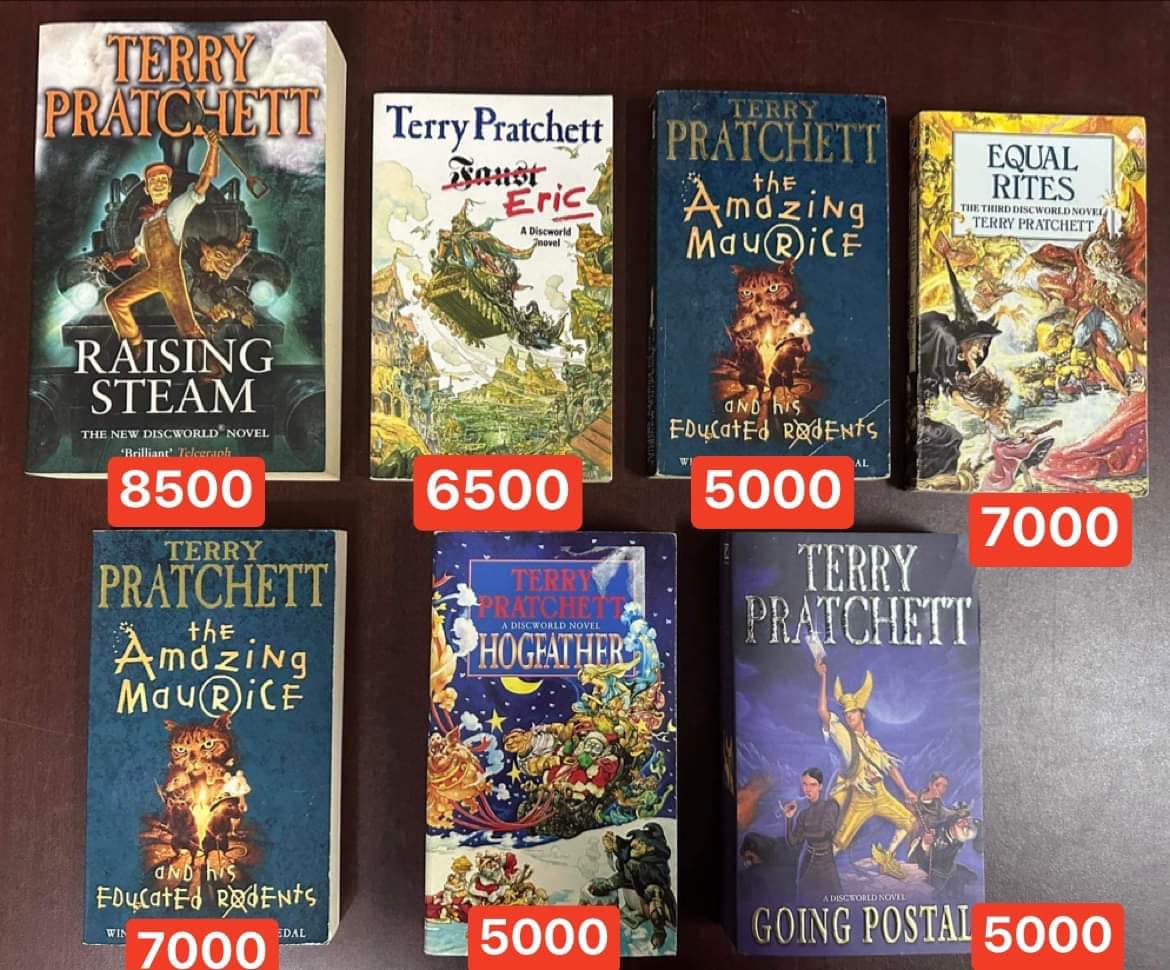 TERRY
PRATCHETT
RAISING
STEAM
THE NEW DISCWORLD® NOVEL
'Brilliant' Telegraph
8500
Terry Pratchett
Faust
Eric
A Discworld
novel
6500
TERRY
PRATCHETT
the
Amazing
MauRiCE
AND his
EDUcatEd RODENTS
5000
EQUAL
RITES
THE THIRD DISCWORLD NOVEL
TERRY PRATCHETT
7000
TERRY
PRATCHETT
the
Amazing
MauRiCE
AND his
EDUcatEd RODENTS
7000
TERRY
PRATCHETT
A DISCWORLD NOVEL
HOGFATHER
5000
TERRY
PRATCHETT
A DISCWORLD NOVEL
GOING POSTAL
5000